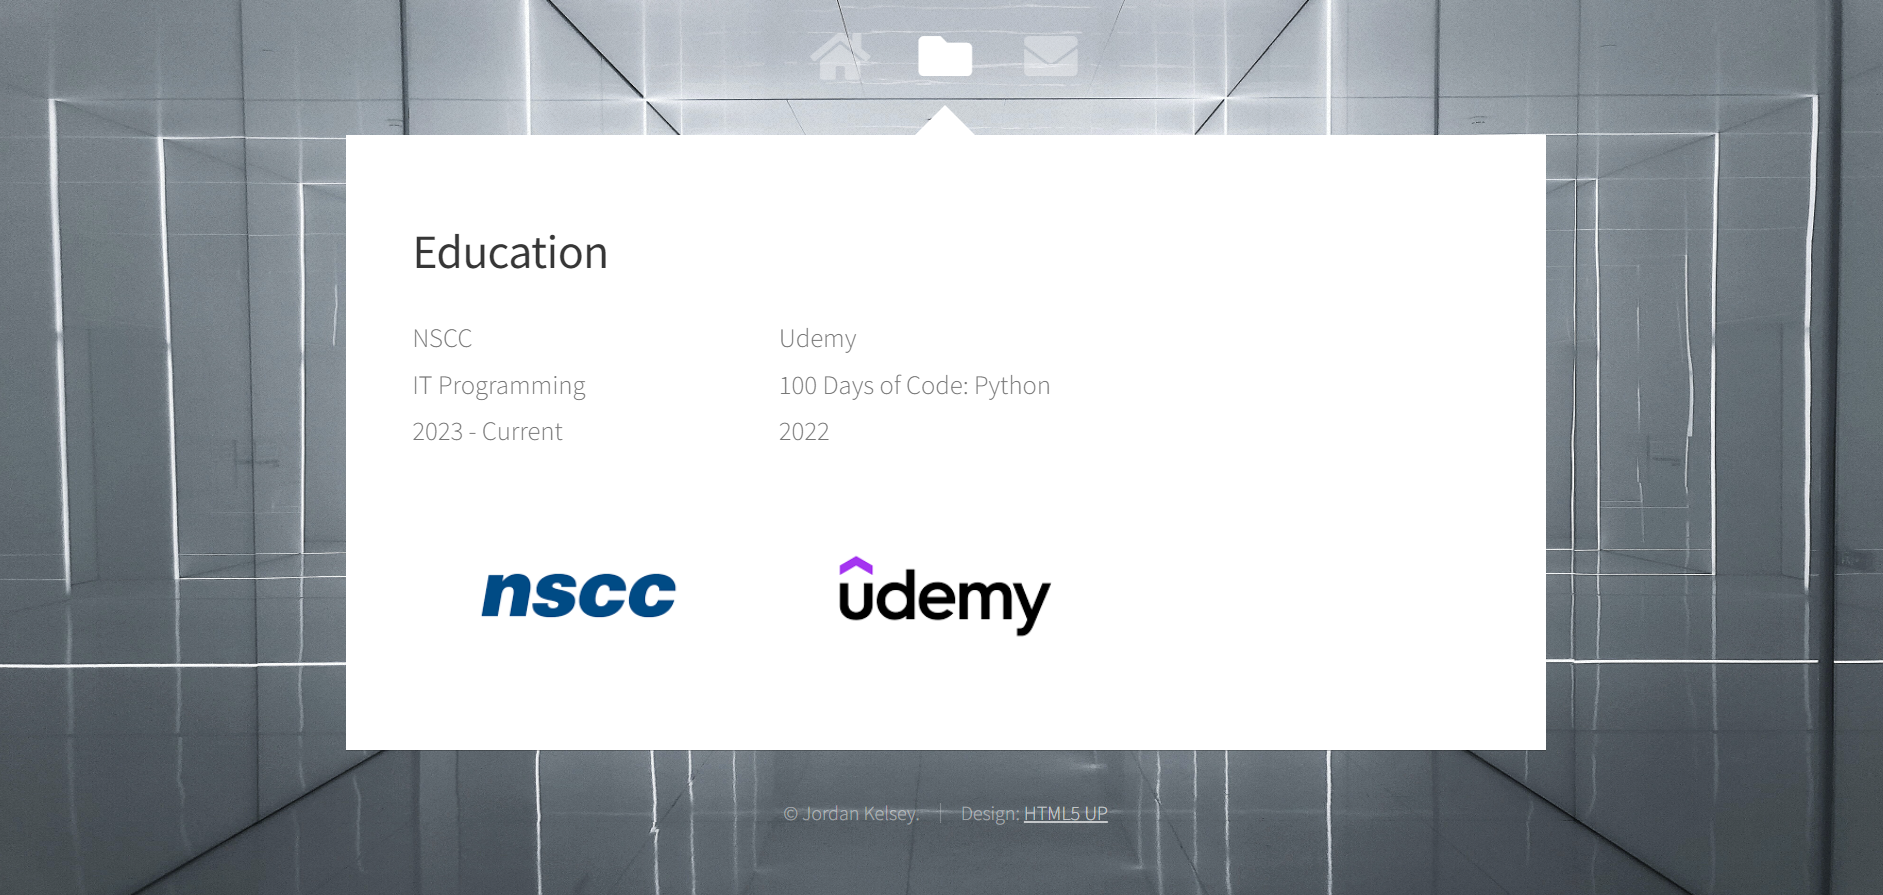 Education
NSCC
IT Programming
2023 - Current
Udemy
100 Days of Code: Python
2022
nscc
udemy
© Jordan Kelsey. | Design: HTML5 UP